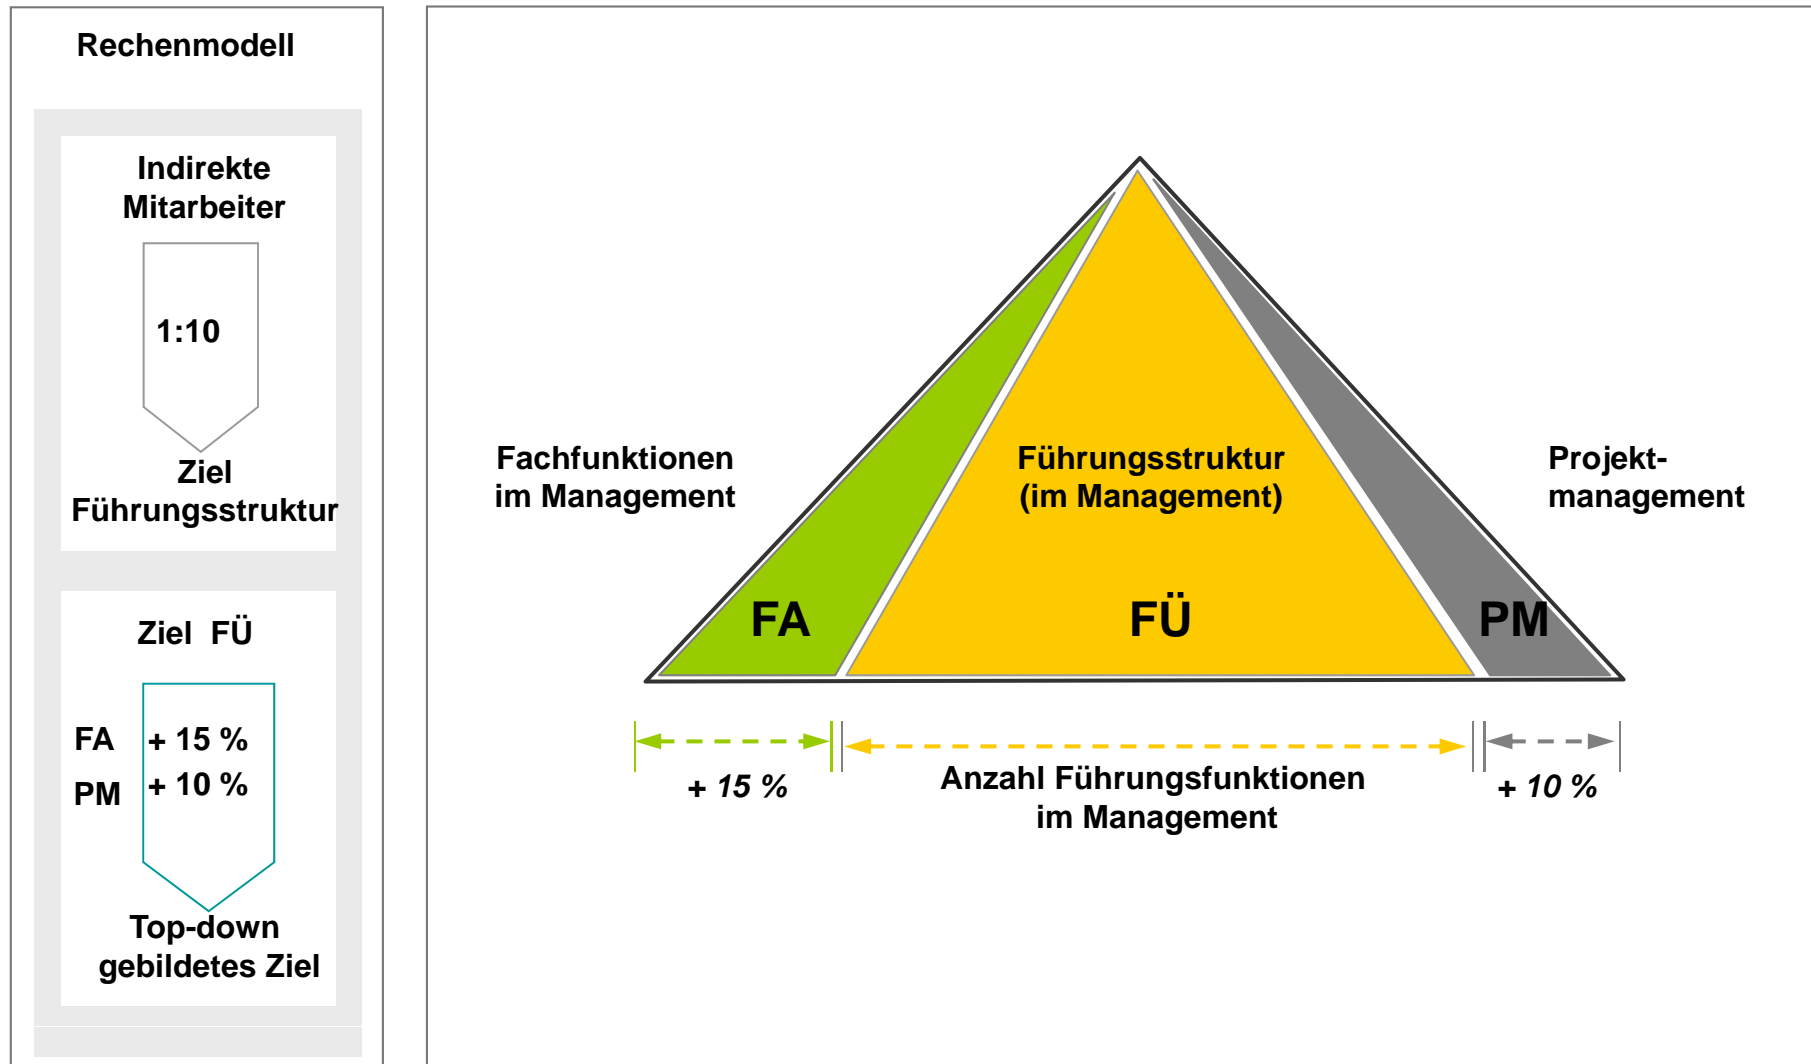 Rechenmodell
Indirekte
Mitarbeiter
1:10
Ziel
Führungsstruktur
Ziel FÜ
FA + 15 %
PM + 10 %
Top-down
gebildetes Ziel
Fachfunktionen
im Management
Führungsstruktur
(im Management)
Projekt-
management
FA
FÜ
PM
+ 15 %
Anzahl Führungsfunktionen
im Management
+ 10 %